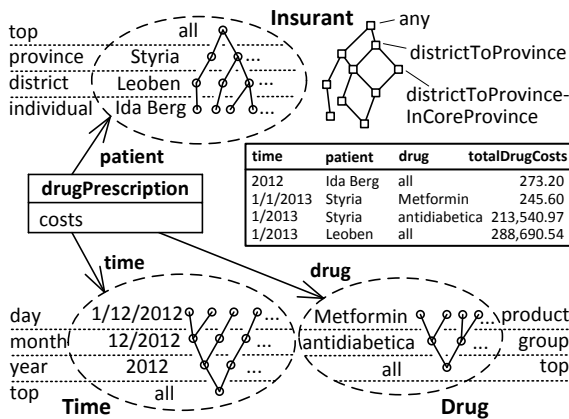 Insurant
top all any
province Styria ... districtToProvince
district Leoben ... districtToProvince-
individual Ida Berg ... InCoreProvince
patient
drugPrescription
costs
time patient drug totalDrugCosts
2012 Ida Berg all 273.20
1/1/2013 Styria Metformin 245.60
1/2013 Styria antidiabetica 213,540.97
1/2013 Leoben all 288,690.54
time
drug
day 1/12/2012 ... Metformin ... product
month 12/2012 ... antidiabetica ... group
year 2012 ... all top
top all
Time Drug